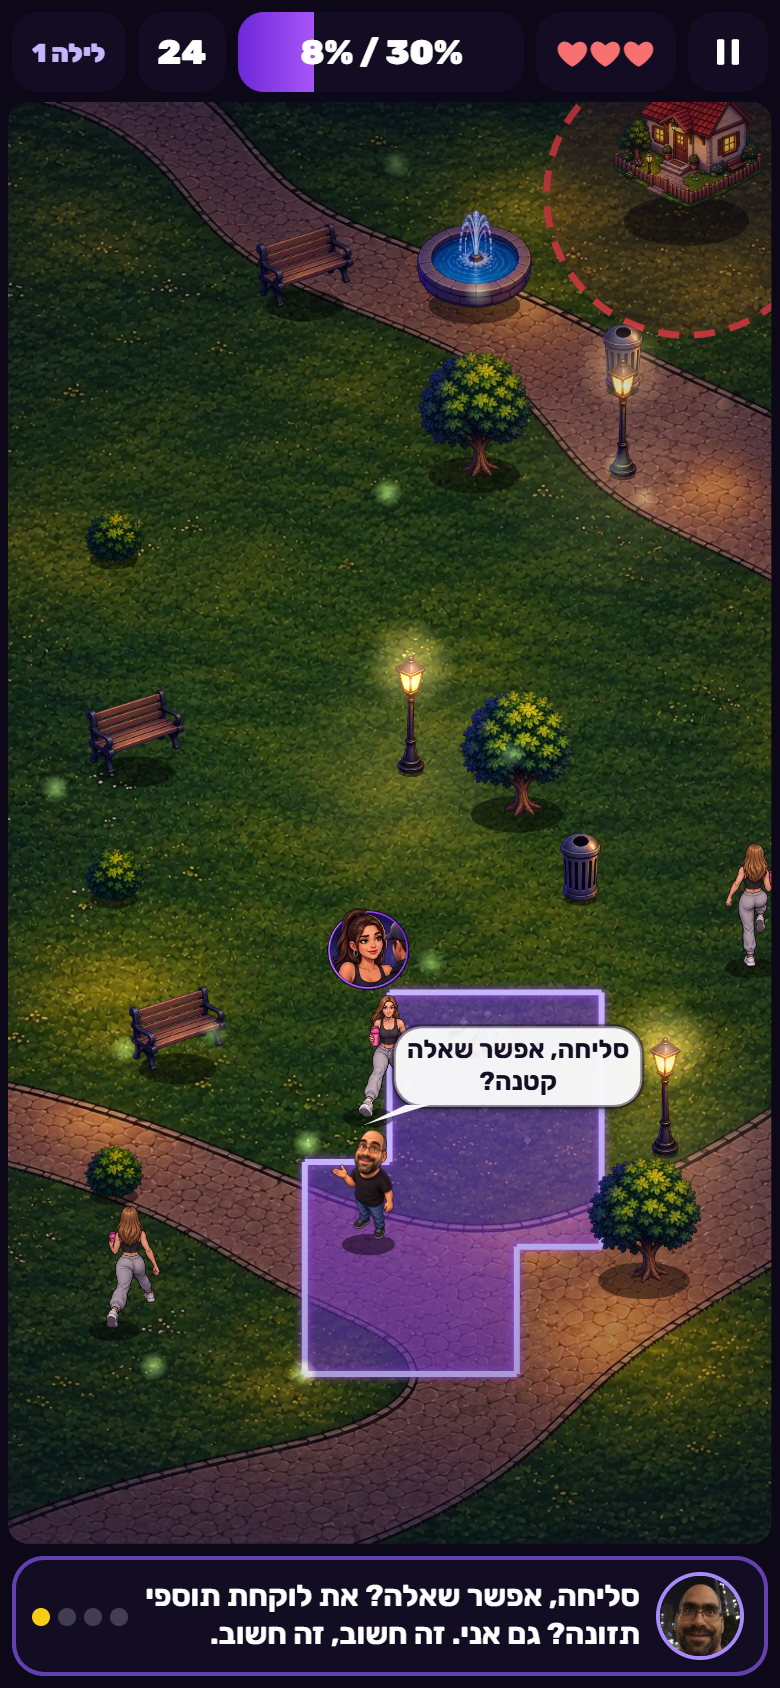 לילה 1
24
8% / 30%
סליחה, אפשר שאלה
קטנה?
סליחה, אפשר שאלה? את לוקחת תוספי
תזונה? גם אני. זה חשוב, זה חשוב.